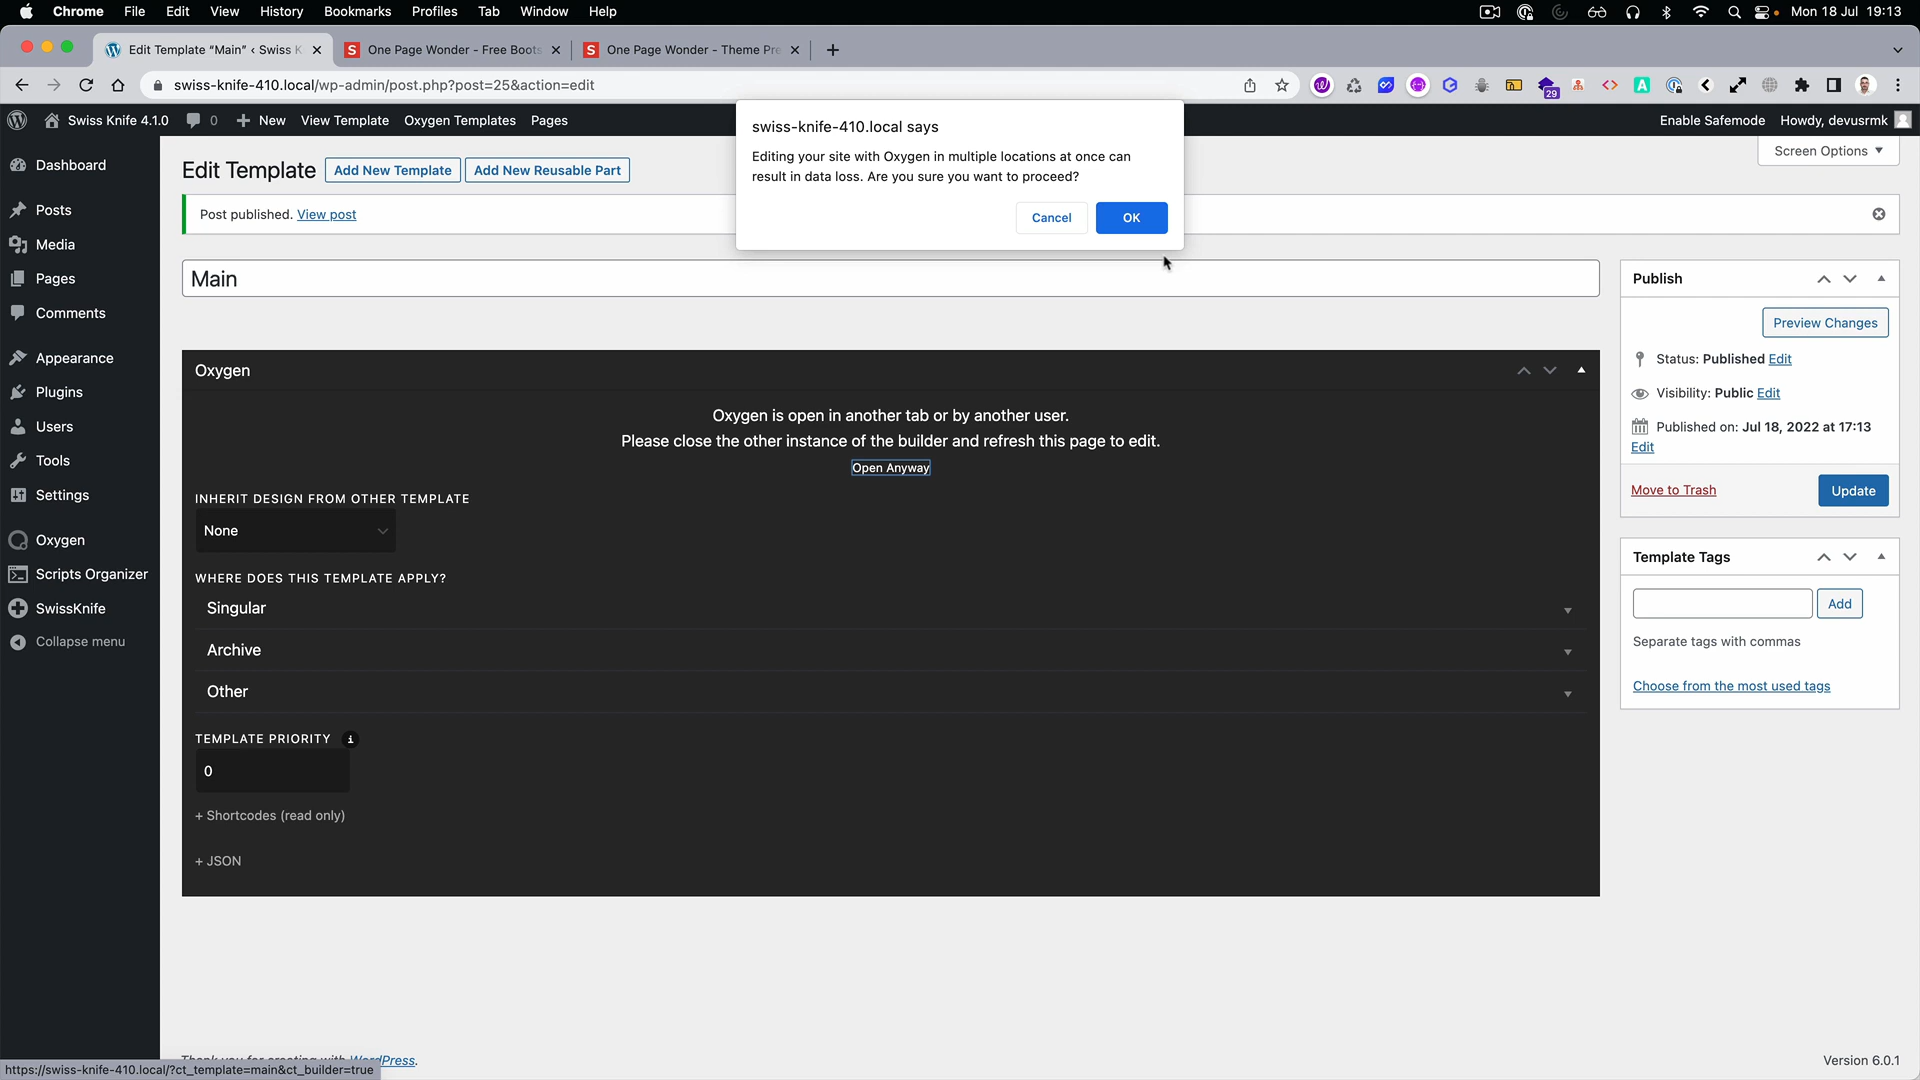 Chrome File Edit View History Bookmarks Profiles Tab Window Help Mon 18 Jul 19:13
Edit Template “Main” ‹ Swiss K One Page Wonder - Free Boots One Page Wonder - Theme Pre
swiss-knife-410.local/wp-admin/post.php?post=25&action=edit
29
Swiss Knife 4.1.0 0 New View Template Oxygen Templates Pages Enable Safemode Howdy, devusrmk
swiss-knife-410.local says
Editing your site with Oxygen in multiple locations at once can
result in data loss. Are you sure you want to proceed?
Cancel OK
Screen Options
Dashboard
Posts
Media
Pages
Comments
Appearance
Plugins
Users
Tools
Settings
Oxygen
Scripts Organizer
SwissKnife
Collapse menu
Edit Template Add New Template Add New Reusable Part
Post published. View post
Main
Oxygen
Oxygen is open in another tab or by another user.
Please close the other instance of the builder and refresh this page to edit.
Open Anyway
INHERIT DESIGN FROM OTHER TEMPLATE
None
WHERE DOES THIS TEMPLATE APPLY?
Singular
Archive
Other
TEMPLATE PRIORITY i
0
+ Shortcodes (read only)
+ JSON
Publish
Preview Changes
Status: Published Edit
Visibility: Public Edit
Published on: Jul 18, 2022 at 17:13
Edit
Move to Trash Update
Template Tags
Add
Separate tags with commas
Choose from the most used tags
Thank you for creating with WordPress.
Version 6.0.1
https://swiss-knife-410.local/?ct_template=main&ct_builder=true